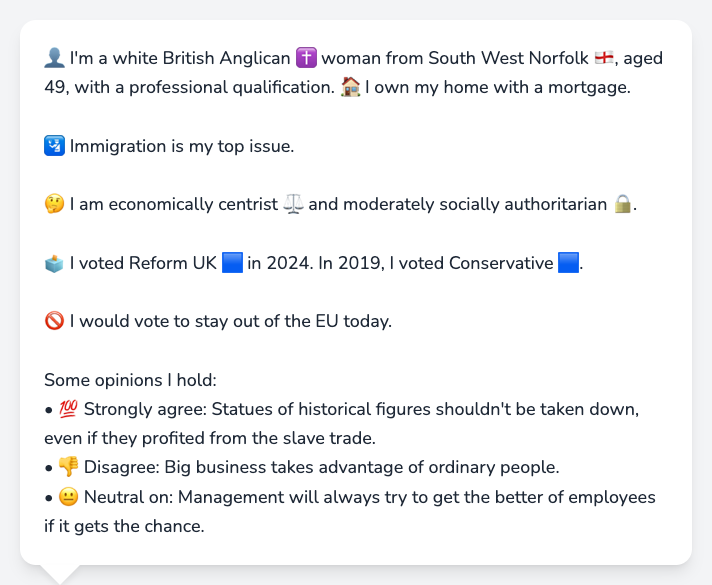 👤 I'm a white British Anglican ✝️ woman from South West Norfolk 🏴󠁧󠁢󠁥󠁮󠁧󠁿, aged
49, with a professional qualification. 🏠 I own my home with a mortgage.
🛂 Immigration is my top issue.
🤔 I am economically centrist ⚖️ and moderately socially authoritarian 🔒.
🗳️ I voted Reform UK 🟦 in 2024. In 2019, I voted Conservative 🟦.
🚫 I would vote to stay out of the EU today.
Some opinions I hold:
• 💯 Strongly agree: Statues of historical figures shouldn't be taken down,
even if they profited from the slave trade.
• 👎 Disagree: Big business takes advantage of ordinary people.
• 😐 Neutral on: Management will always try to get the better of employees
if it gets the chance.